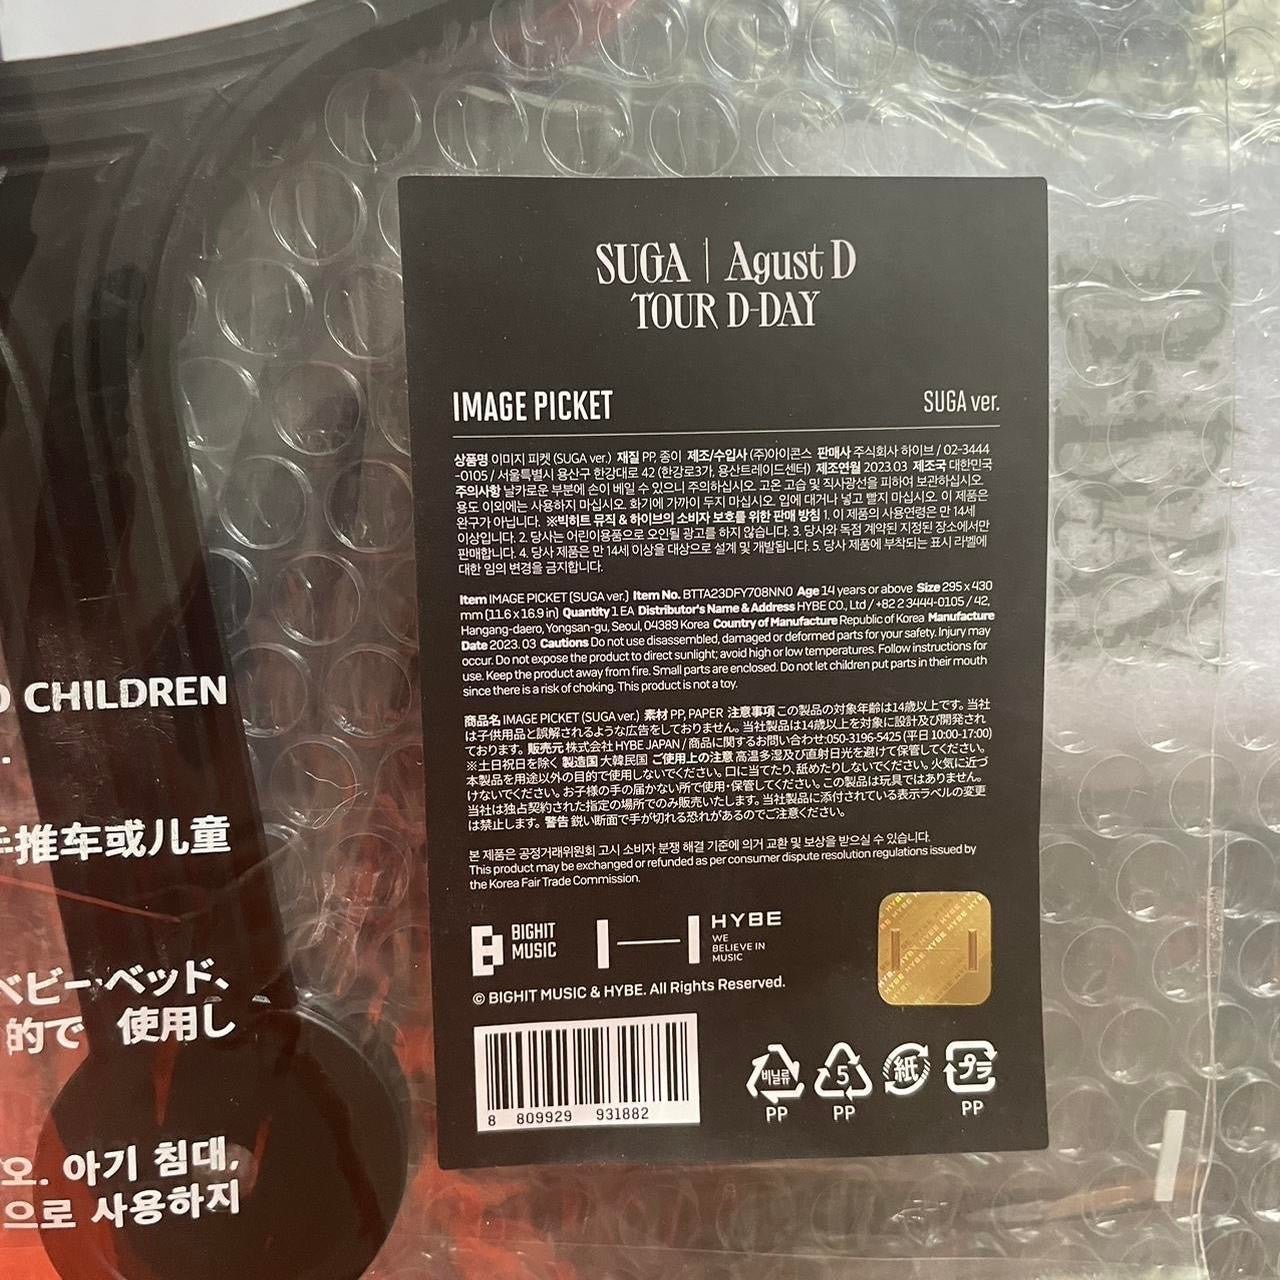 SUGA | Agust D
TOUR D-DAY
IMAGE PICKET
SUGA ver.
상품명 이미지 피켓 (SUGA ver.) 재질 PP, 종이 제조/수입사 (주)아이콘스 판매사 주식회사 하이브 / 02-3444
-0105 / 서울특별시 용산구 한강대로 42 (한강로3가, 용산트레이드센터) 제조연월 2023.03 제조국 대한민국
주의사항 날카로운 부분에 손이 베일 수 있으니 주의하십시오. 고온 고습 및 직사광선을 피하여 보관하십시오.
용도 이외에는 사용하지 마십시오. 화기에 가까이 두지 마십시오. 입에 대거나 넣고 빨지 마십시오. 이 제품은
완구가 아닙니다. ※빅히트 뮤직 & 하이브의 소비자 보호를 위한 판매 방침 1. 이 제품의 사용연령은 만 14세
이상입니다. 2. 당사는 어린이용품으로 오인될 광고를 하지 않습니다. 3. 당사와 독점 계약된 지정된 장소에서만
판매합니다. 4. 당사 제품은 만 14세 이상을 대상으로 설계 및 개발됩니다. 5. 당사 제품에 부착되는 표시 라벨에
대한 임의 변경을 금지합니다.
Item IMAGE PICKET (SUGA ver.) Item No. BTTA23DFY708NN0 Age 14 years or above Size 295 x 430
mm (11.6 x 16.9 in) Quantity 1 EA Distributor's Name & Address HYBE CO., Ltd / +82 2 3444-0105 / 42,
Hangang-daero, Yongsan-gu, Seoul, 04389 Korea Country of Manufacture Republic of Korea Manufacture
Date 2023. 03 Cautions Do not use disassembled, damaged or deformed parts for your safety. Injury may
occur. Do not expose the product to direct sunlight; avoid high or low temperatures. Follow instructions for
use. Keep the product away from fire. Small parts are enclosed. Do not let children put parts in their mouth
since there is a risk of choking. This product is not a toy.
商品名 IMAGE PICKET (SUGA ver.) 素材 PP, PAPER 注意事項 この製品の対象年齢は14歳以上です。当社
は子供用品と誤解されるような広告をしておりません。当社製品は14歳以上を対象に設計及び開発され
ております。販売元 株式会社 HYBE JAPAN / 商品に関するお問い合わせ:050-3196-5425 (平日 10:00-17:00)
※土日祝日を除く 製造国 大韓民国 ご使用上の注意 高温多湿及び直射日光を避けて保管してください。
本製品を用途以外の目的で使用しないでください。口に当てたり、舐めたりしないでください。火気に近づ
けないでください。お子様の手の届かない所で使用・保管してください。この製品は玩具ではありません。
当社は独占契約された指定の場所でのみ販売いたします。当社製品に添付されている表示ラベルの変更
は禁止します。警告 鋭い断面で手が切れる恐れがあるのでご注意ください。
본 제품은 공정거래위원회 고시 소비자 분쟁 해결 기준에 의거 교환 및 보상을 받으실 수 있습니다.
This product may be exchanged or refunded as per consumer dispute resolution regulations issued by
the Korea Fair Trade Commission.
BIGHIT
MUSIC
HYBE
WE
BELIEVE IN
MUSIC
© BIGHIT MUSIC & HYBE. All Rights Reserved.
8 809929 931882
비닐류
PP
5
PP
紙
プラ
PP
CHILDREN
推车或儿童
ベビーベッド、
的で 使用し
오. 아기 침대,
으로 사용하지